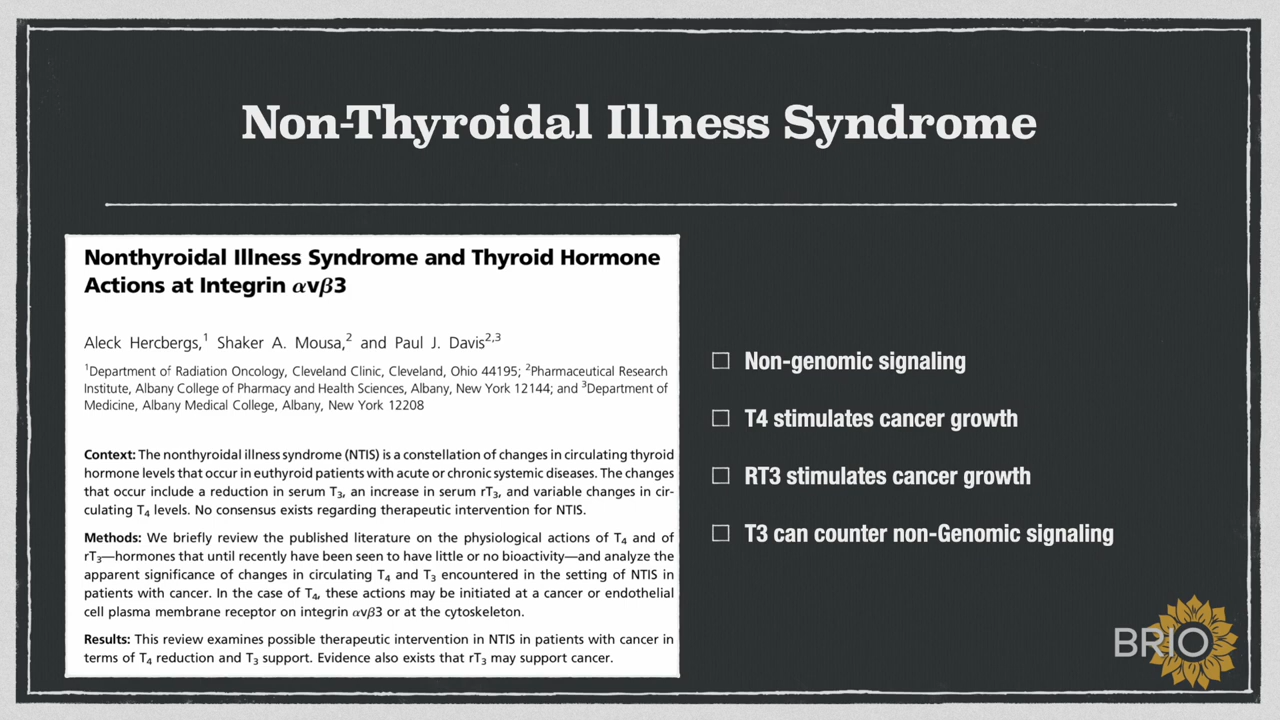 Non-Thyroidal Illness Syndrome
Nonthyroidal Illness Syndrome and Thyroid Hormone
Actions at Integrin αvβ3
Aleck Hercbergs,1 Shaker A. Mousa,2 and Paul J. Davis2,3
1Department of Radiation Oncology, Cleveland Clinic, Cleveland, Ohio 44195; 2Pharmaceutical Research
Institute, Albany College of Pharmacy and Health Sciences, Albany, New York 12144; and 3Department of
Medicine, Albany Medical College, Albany, New York 12208
Context: The nonthyroidal illness syndrome (NTIS) is a constellation of changes in circulating thyroid
hormone levels that occur in euthyroid patients with acute or chronic systemic diseases. The changes
that occur include a reduction in serum T3, an increase in serum rT3, and variable changes in cir-
culating T4 levels. No consensus exists regarding therapeutic intervention for NTIS.
Methods: We briefly review the published literature on the physiological actions of T4 and of
rT3—hormones that until recently have been seen to have little or no bioactivity—and analyze the
apparent significance of changes in circulating T4 and T3 encountered in the setting of NTIS in
patients with cancer. In the case of T4, these actions may be initiated at a cancer or endothelial
cell plasma membrane receptor on integrin αvβ3 or at the cytoskeleton.
Results: This review examines possible therapeutic intervention in NTIS in patients with cancer in
terms of T4 reduction and T3 support. Evidence also exists that rT3 may support cancer.
Non-genomic signaling
T4 stimulates cancer growth
RT3 stimulates cancer growth
T3 can counter non-Genomic signaling
BRIO